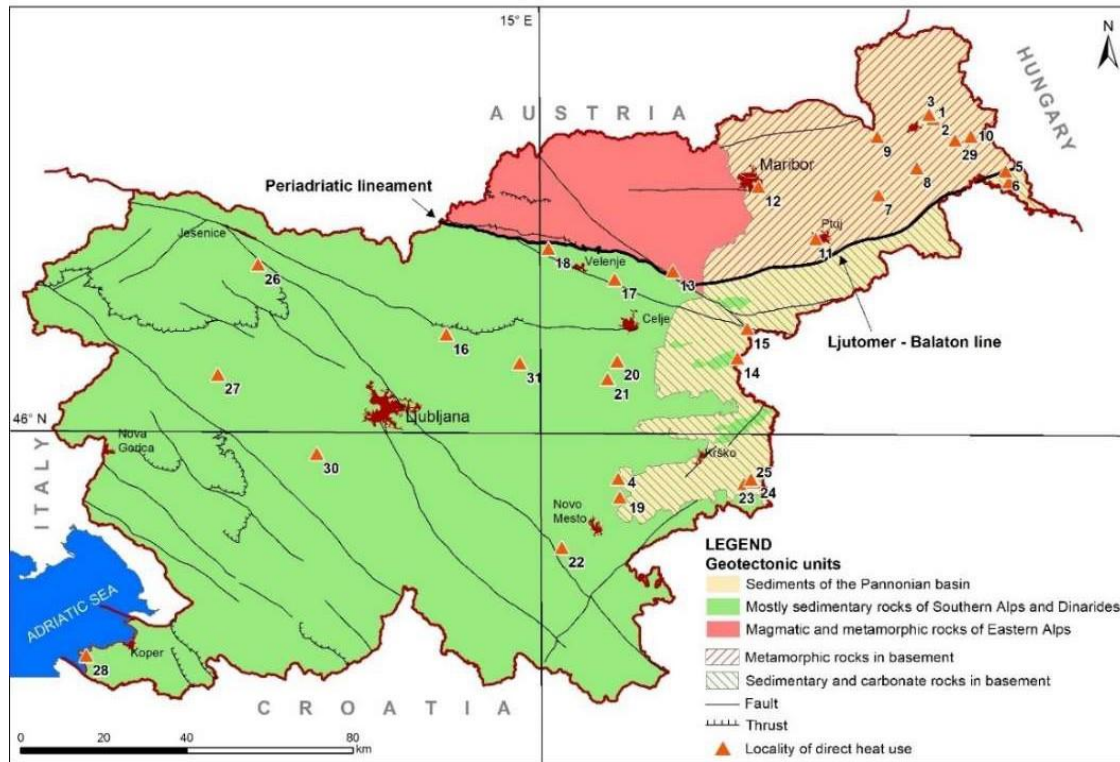 15° E
AUSTRIA
HUNGARY
3
1
2
10
9
29
Maribor
5
8
6
12
7
Periadriatic lineament
Ptuj
11
Jesenice
18
Velenje
13
26
17
Celje
15
Ljutomer - Balaton line
16
14
20
31
21
27
Ljubljana
46° N
Nova
Gorica
Krško
30
4
25
23
24
19
ITALY
Novo
Mesto
22
ADRIATIC SEA
Koper
28
CROATIA
0 20 40 80
km
LEGEND
Geotectonic units
Sediments of the Pannonian basin
Mostly sedimentary rocks of Southern Alps and Dinarides
Magmatic and metamorphic rocks of Eastern Alps
Metamorphic rocks in basement
Sedimentary and carbonate rocks in basement
Fault
Thrust
Locality of direct heat use
N